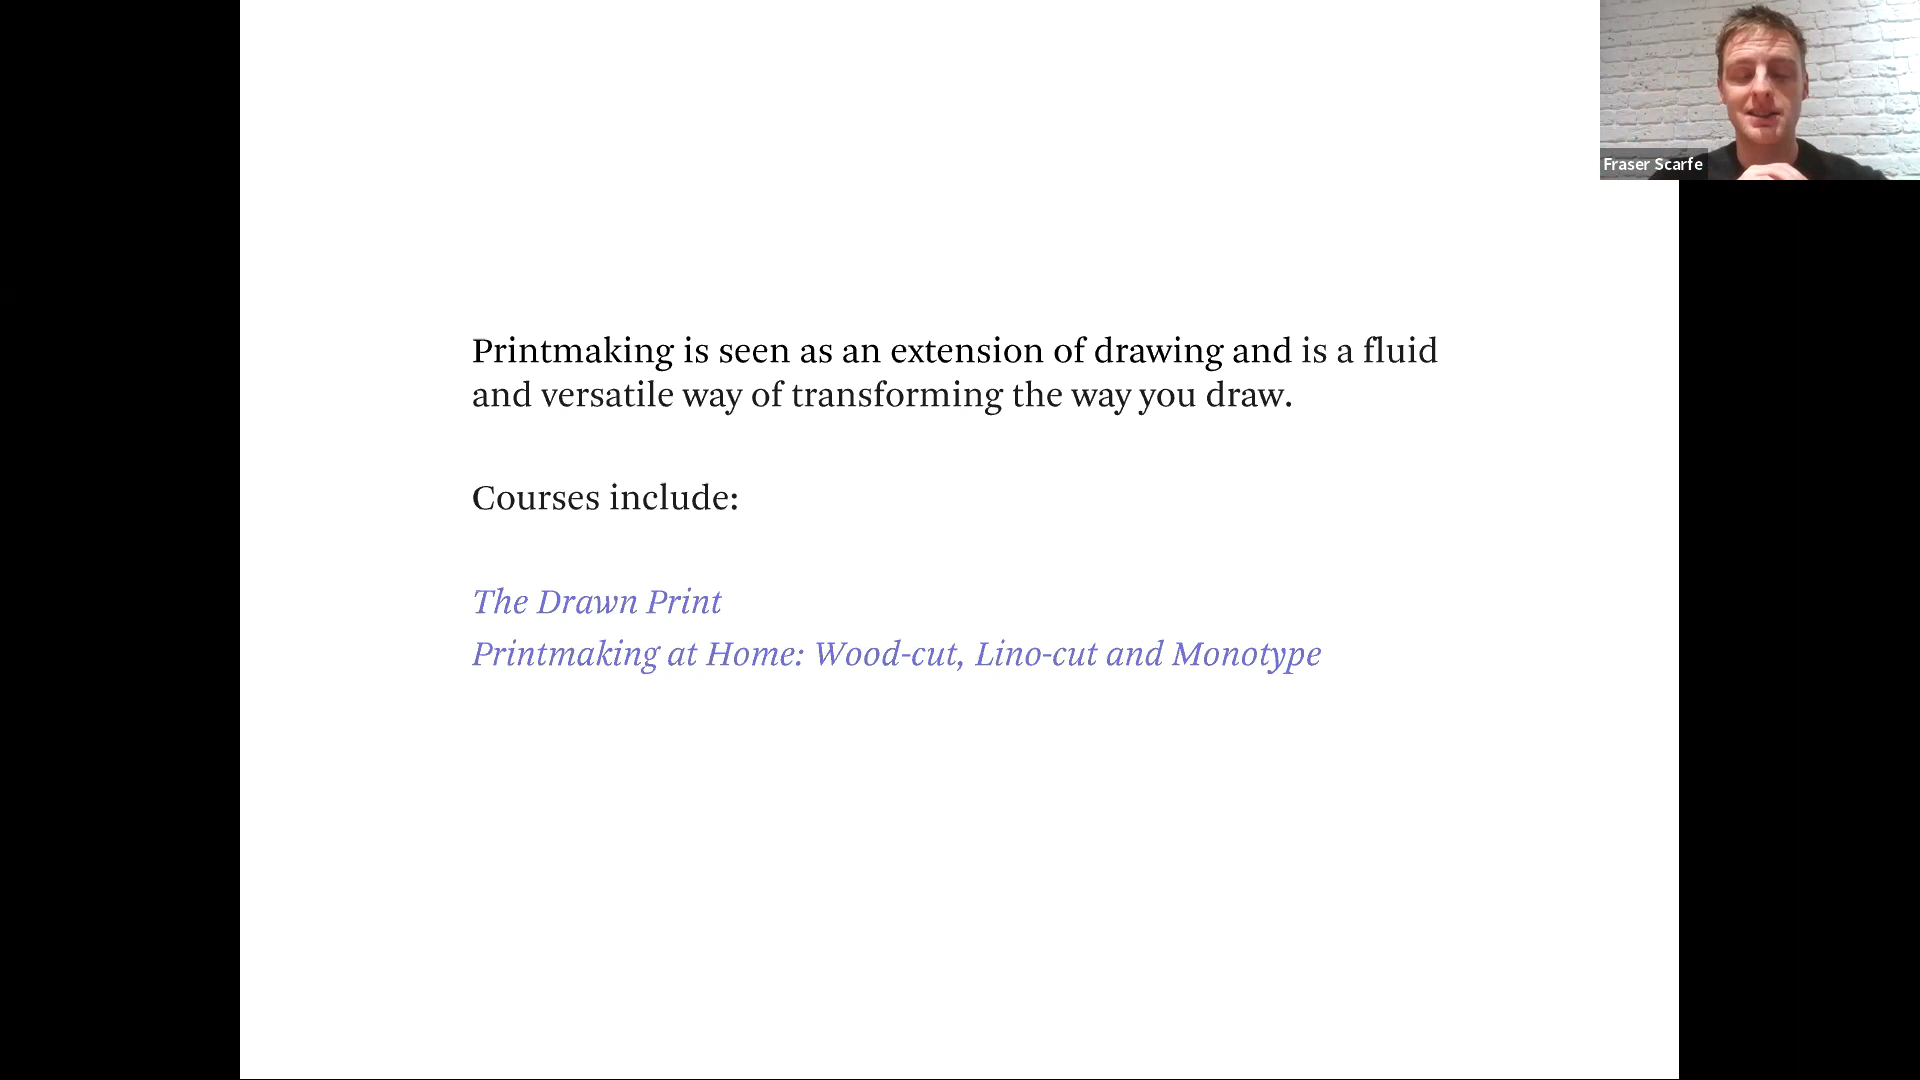 Printmaking is seen as an extension of drawing and is a fluid
and versatile way of transforming the way you draw.
Courses include:
The Drawn Print
Printmaking at Home: Wood-cut, Lino-cut and Monotype
Fraser Scarfe